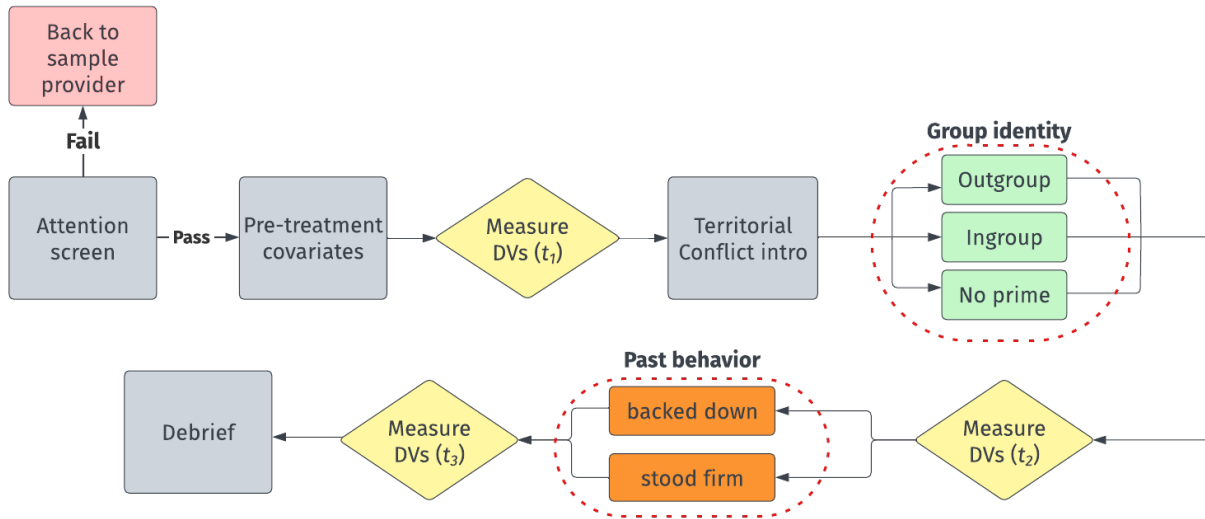 Back to
sample
provider
Fail
Attention
screen
Pass
Pre-treatment
covariates
Measure
DVs (t₁)
Territorial
Conflict intro
Group identity
Outgroup
Ingroup
No prime
Past behavior
Debrief
Measure
DVs (t₃)
backed down
stood firm
Measure
DVs (t₂)